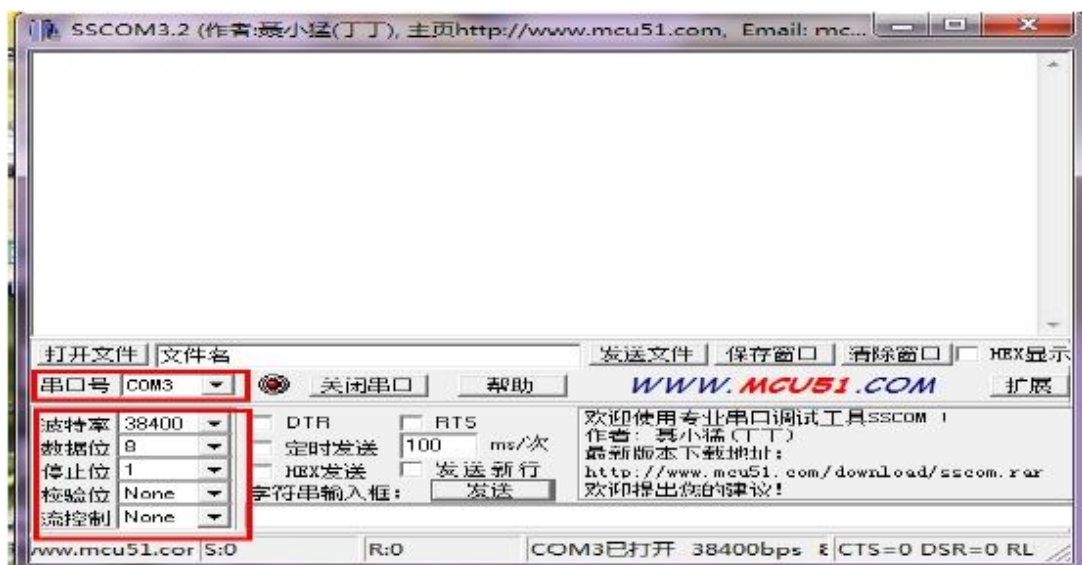 SSCOM3.2 (作者:聂小猛(丁丁), 主页http://www.mcu51.com, Email: mc...
打开文件 文件名 发送文件 保存窗口 清除窗口 HEX显示
串口号 COM3 关闭串口 帮助 WWW.MCU51.COM 扩展
波特率 38400 DTR RTS
数据位 8 定时发送 100 ms/次
停止位 1 HEX发送 发送新行
检验位 None 字符串输入框: 发送
流控制 None
欢迎使用专业串口调试工具SSCOM !
作者: 聂小猛(丁丁)
最新版本下载地址:
http://www.mcu51.com/download/sscom.rar
欢迎提出您的建议!
www.mcu51.cor S:0 R:0 COM3已打开 38400bps CTS=0 DSR=0 RL